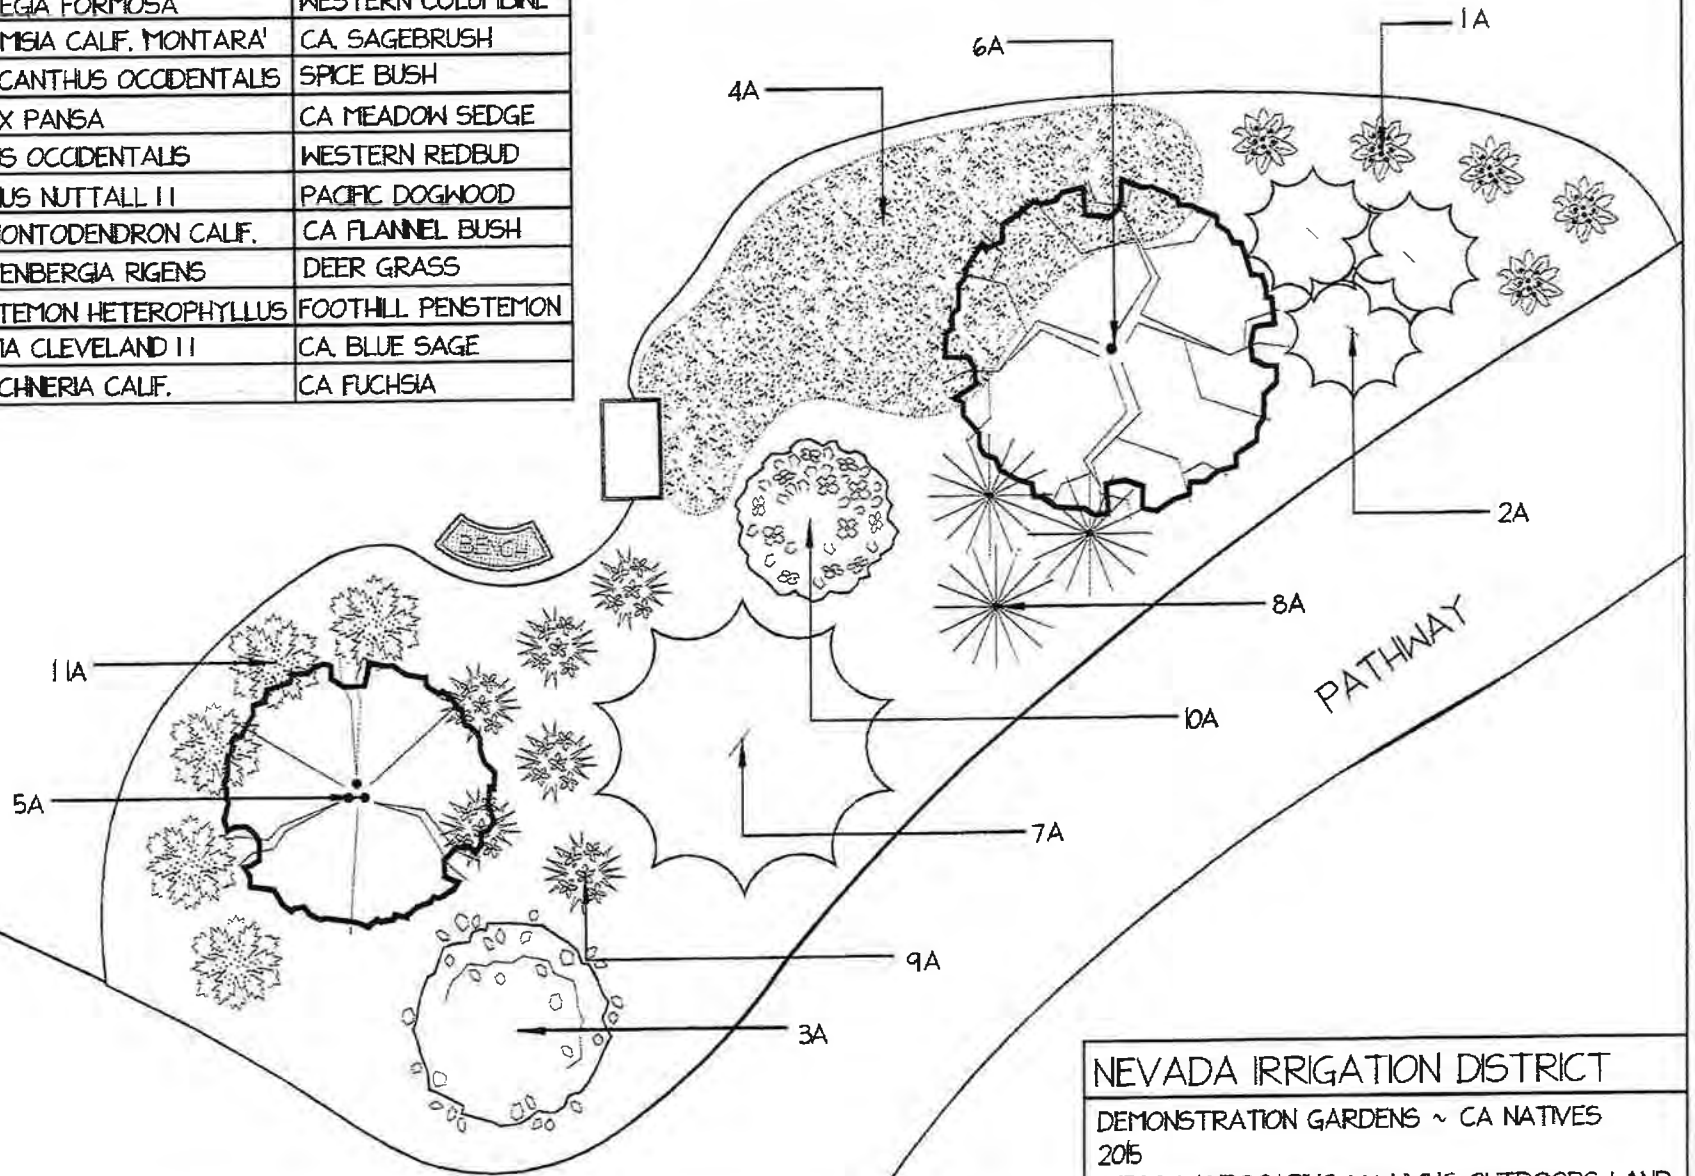 EGIA FORMOSA WESTERN COLUMBINE
MISIA CALIF. 'MONTARA' CA. SAGEBRUSH
CANTHUS OCCIDENTALIS SPICE BUSH
X PANSA CA MEADOW SEDGE
IS OCCIDENTALIS WESTERN REDBUD
US NUTTALL II PACIFIC DOGWOOD
ONTODENDRON CALIF. CA FLANNEL BUSH
ENBERGIA RIGENS DEER GRASS
TEMON HETEROPHYLLUS FOOTHILL PENSTEMON
IA CLEVELAND II CA. BLUE SAGE
CHNERIA CALIF. CA FUCHSIA
1A
6A
4A
2A
BENCH
8A
PATHWAY
11A
10A
5A
7A
9A
3A
NEVADA IRRIGATION DISTRICT
DEMONSTRATION GARDENS ~ CA NATIVES
2015